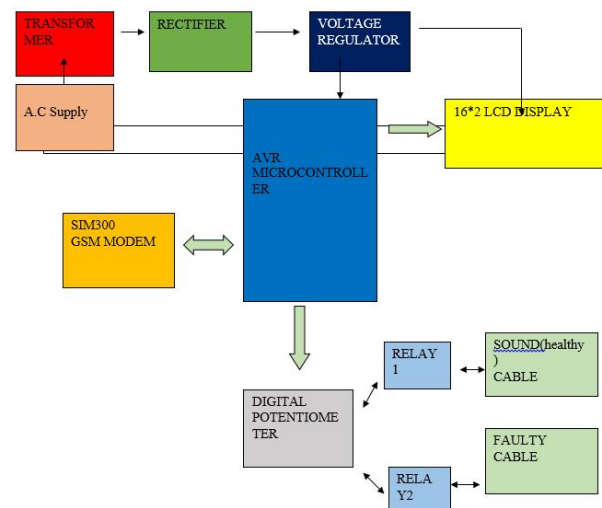 TRANSFOR
MER
RECTIFIER
VOLTAGE
REGULATOR
A.C Supply
16*2 LCD DISPLAY
AVR
MICROCONTROLL
ER
SIM300
GSM MODEM
SOUND(healthy
)
CABLE
RELAY
1
DIGITAL
POTENTIOME
TER
FAULTY
CABLE
RELA
Y2